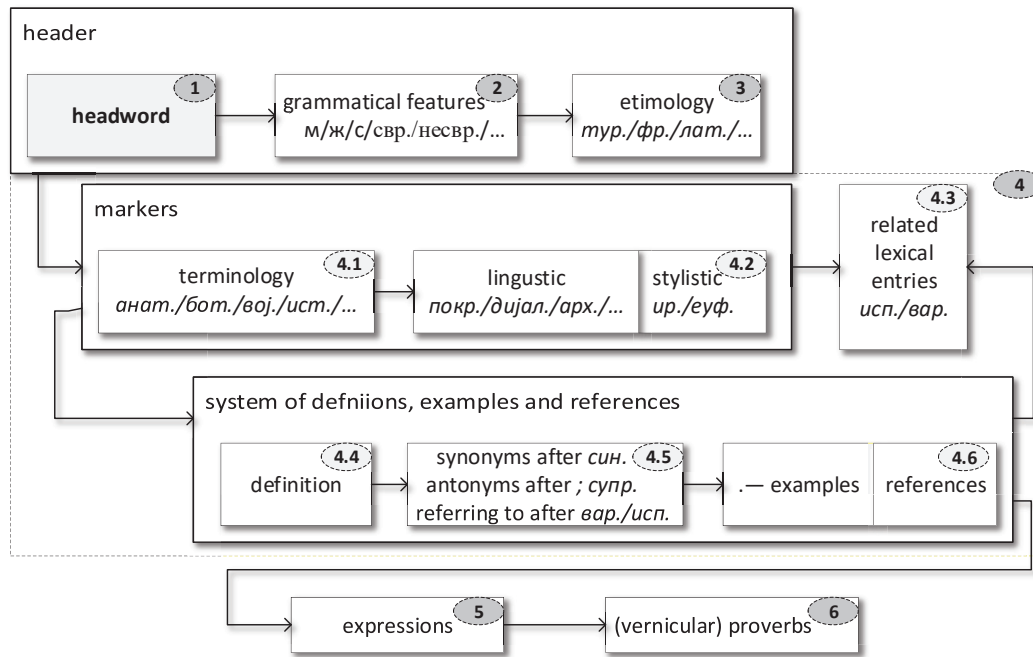 header
1
headword
2
grammatical features
м/ж/с/свр./несвр./...
3
etimology
тур./фр./лат./...
4
markers
4.1
terminology
анат./бот./вој./ист./...
lingustic
покр./дијал./арх./...
4.2
stylistic
ир./еуф.
4.3
related
lexical
entries
исп./вар.
system of defniions, examples and references
4.4
definition
4.5
synonyms after син.
antonyms after ; супр.
referring to after вар./исп.
.— examples
4.6
references
5
expressions
6
(vernicular) proverbs